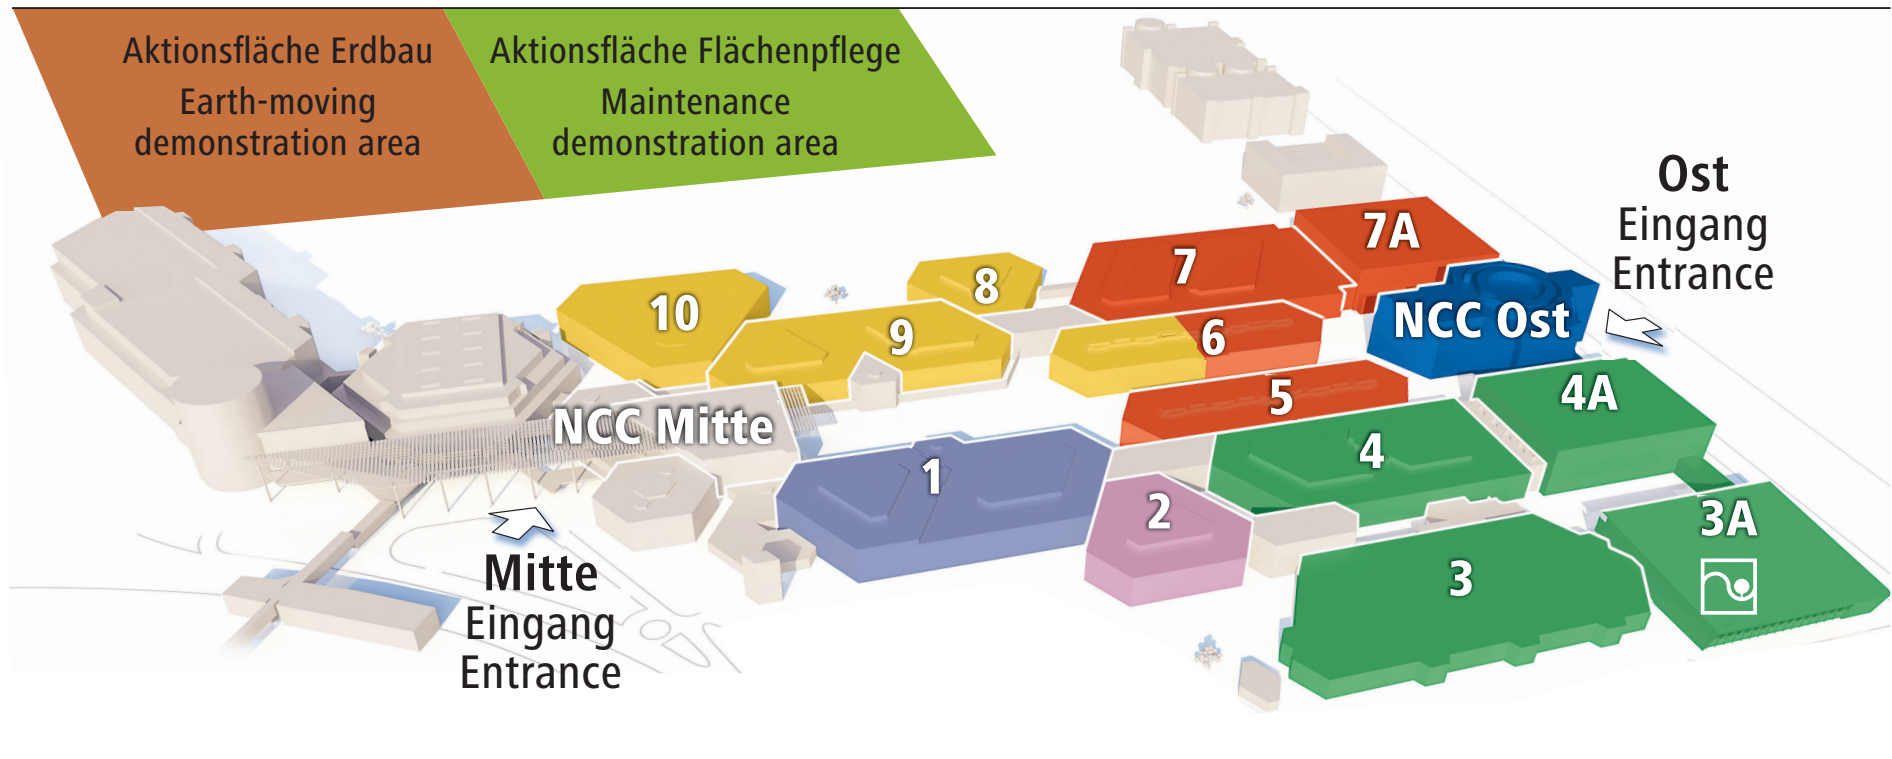 Aktionsfläche Erdbau
Earth-moving
demonstration area
Aktionsfläche Flächenpflege
Maintenance
demonstration area
Ost
Eingang
Entrance
7A
7
8
10
9
6
NCC Ost
5
4A
NCC Mitte
4
1
2
3A
3
Mitte
Eingang
Entrance